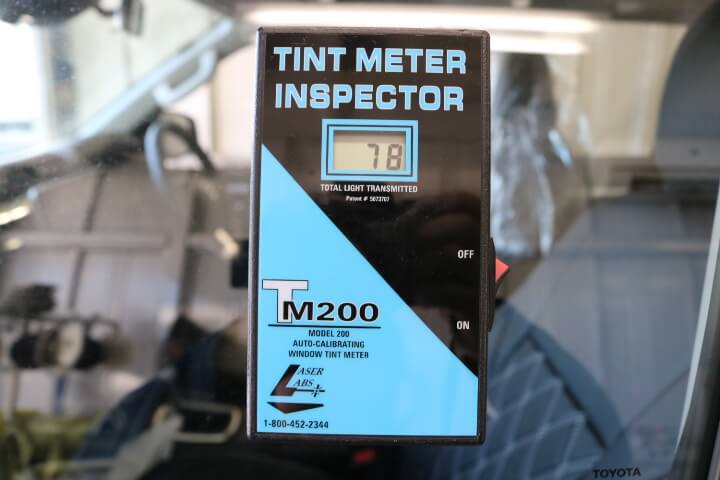 TINT METER
INSPECTOR
78
TOTAL LIGHT TRANSMITTED
Patent # 5073707
OFF
ON
TM200
MODEL 200
AUTO-CALIBRATING
WINDOW TINT METER
LASER
LABS
1-800-452-2344
TOYOTA